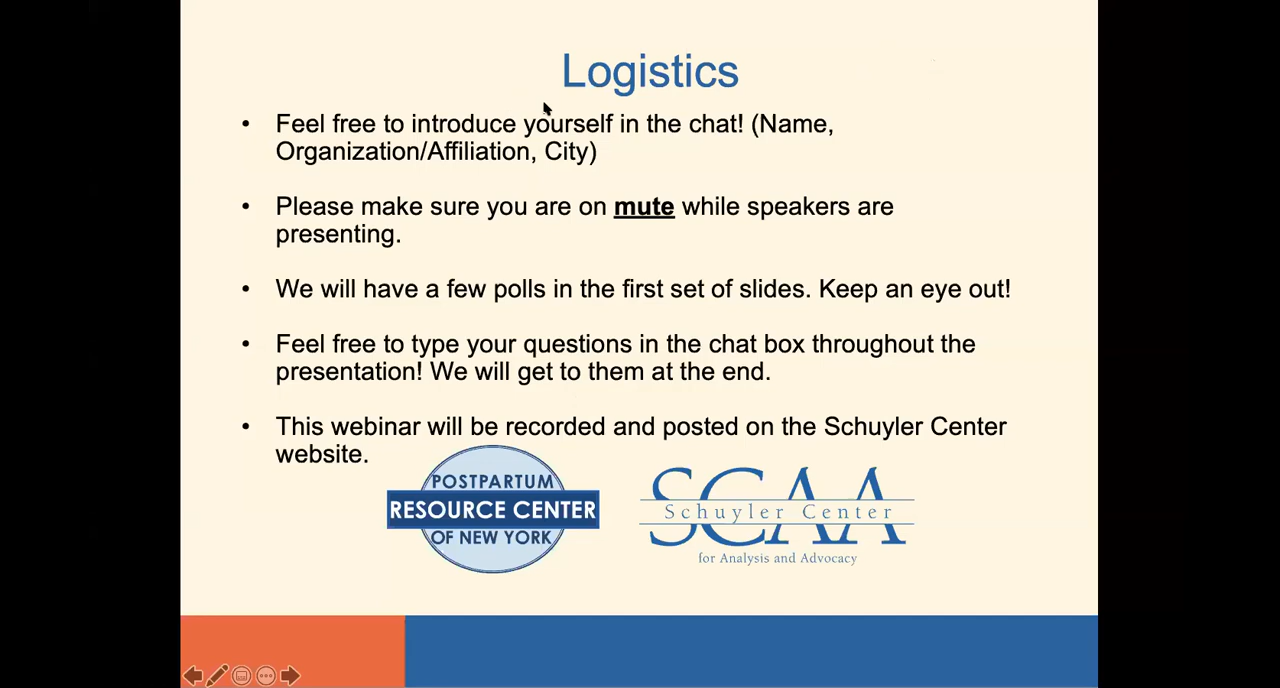 Logistics
• Feel free to introduce yourself in the chat! (Name,
Organization/Affiliation, City)
• Please make sure you are on mute while speakers are
presenting.
• We will have a few polls in the first set of slides. Keep an eye out!
• Feel free to type your questions in the chat box throughout the
presentation! We will get to them at the end.
• This webinar will be recorded and posted on the Schuyler Center
website.
POSTPARTUM
RESOURCE CENTER
OF NEW YORK
SCAA
Schuyler Center
for Analysis and Advocacy